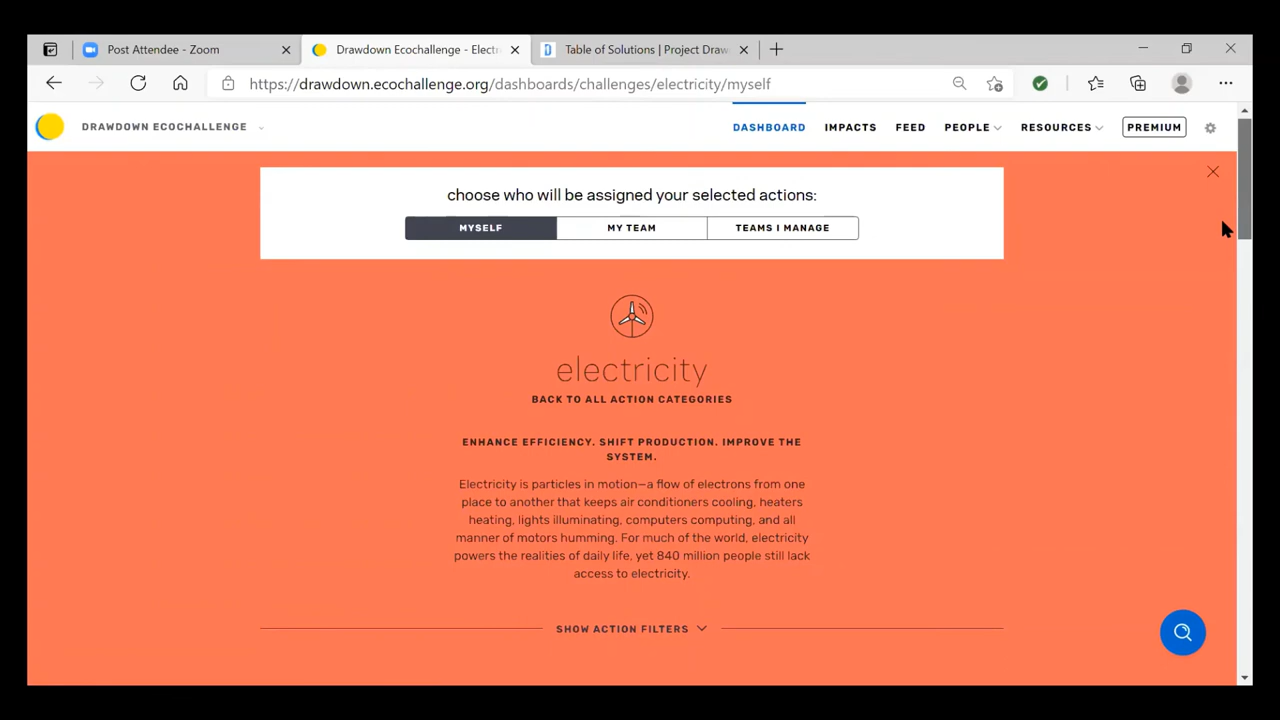 Post Attendee - Zoom
Drawdown Ecochallenge - Electr
Table of Solutions | Project Draw
https://drawdown.ecochallenge.org/dashboards/challenges/electricity/myself
DRAWDOWN ECOCHALLENGE
DASHBOARD IMPACTS FEED PEOPLE RESOURCES PREMIUM
choose who will be assigned your selected actions:
MYSELF MY TEAM TEAMS I MANAGE
electricity
BACK TO ALL ACTION CATEGORIES
ENHANCE EFFICIENCY. SHIFT PRODUCTION. IMPROVE THE
SYSTEM.
Electricity is particles in motion—a flow of electrons from one
place to another that keeps air conditioners cooling, heaters
heating, lights illuminating, computers computing, and all
manner of motors humming. For much of the world, electricity
powers the realities of daily life, yet 840 million people still lack
access to electricity.
SHOW ACTION FILTERS